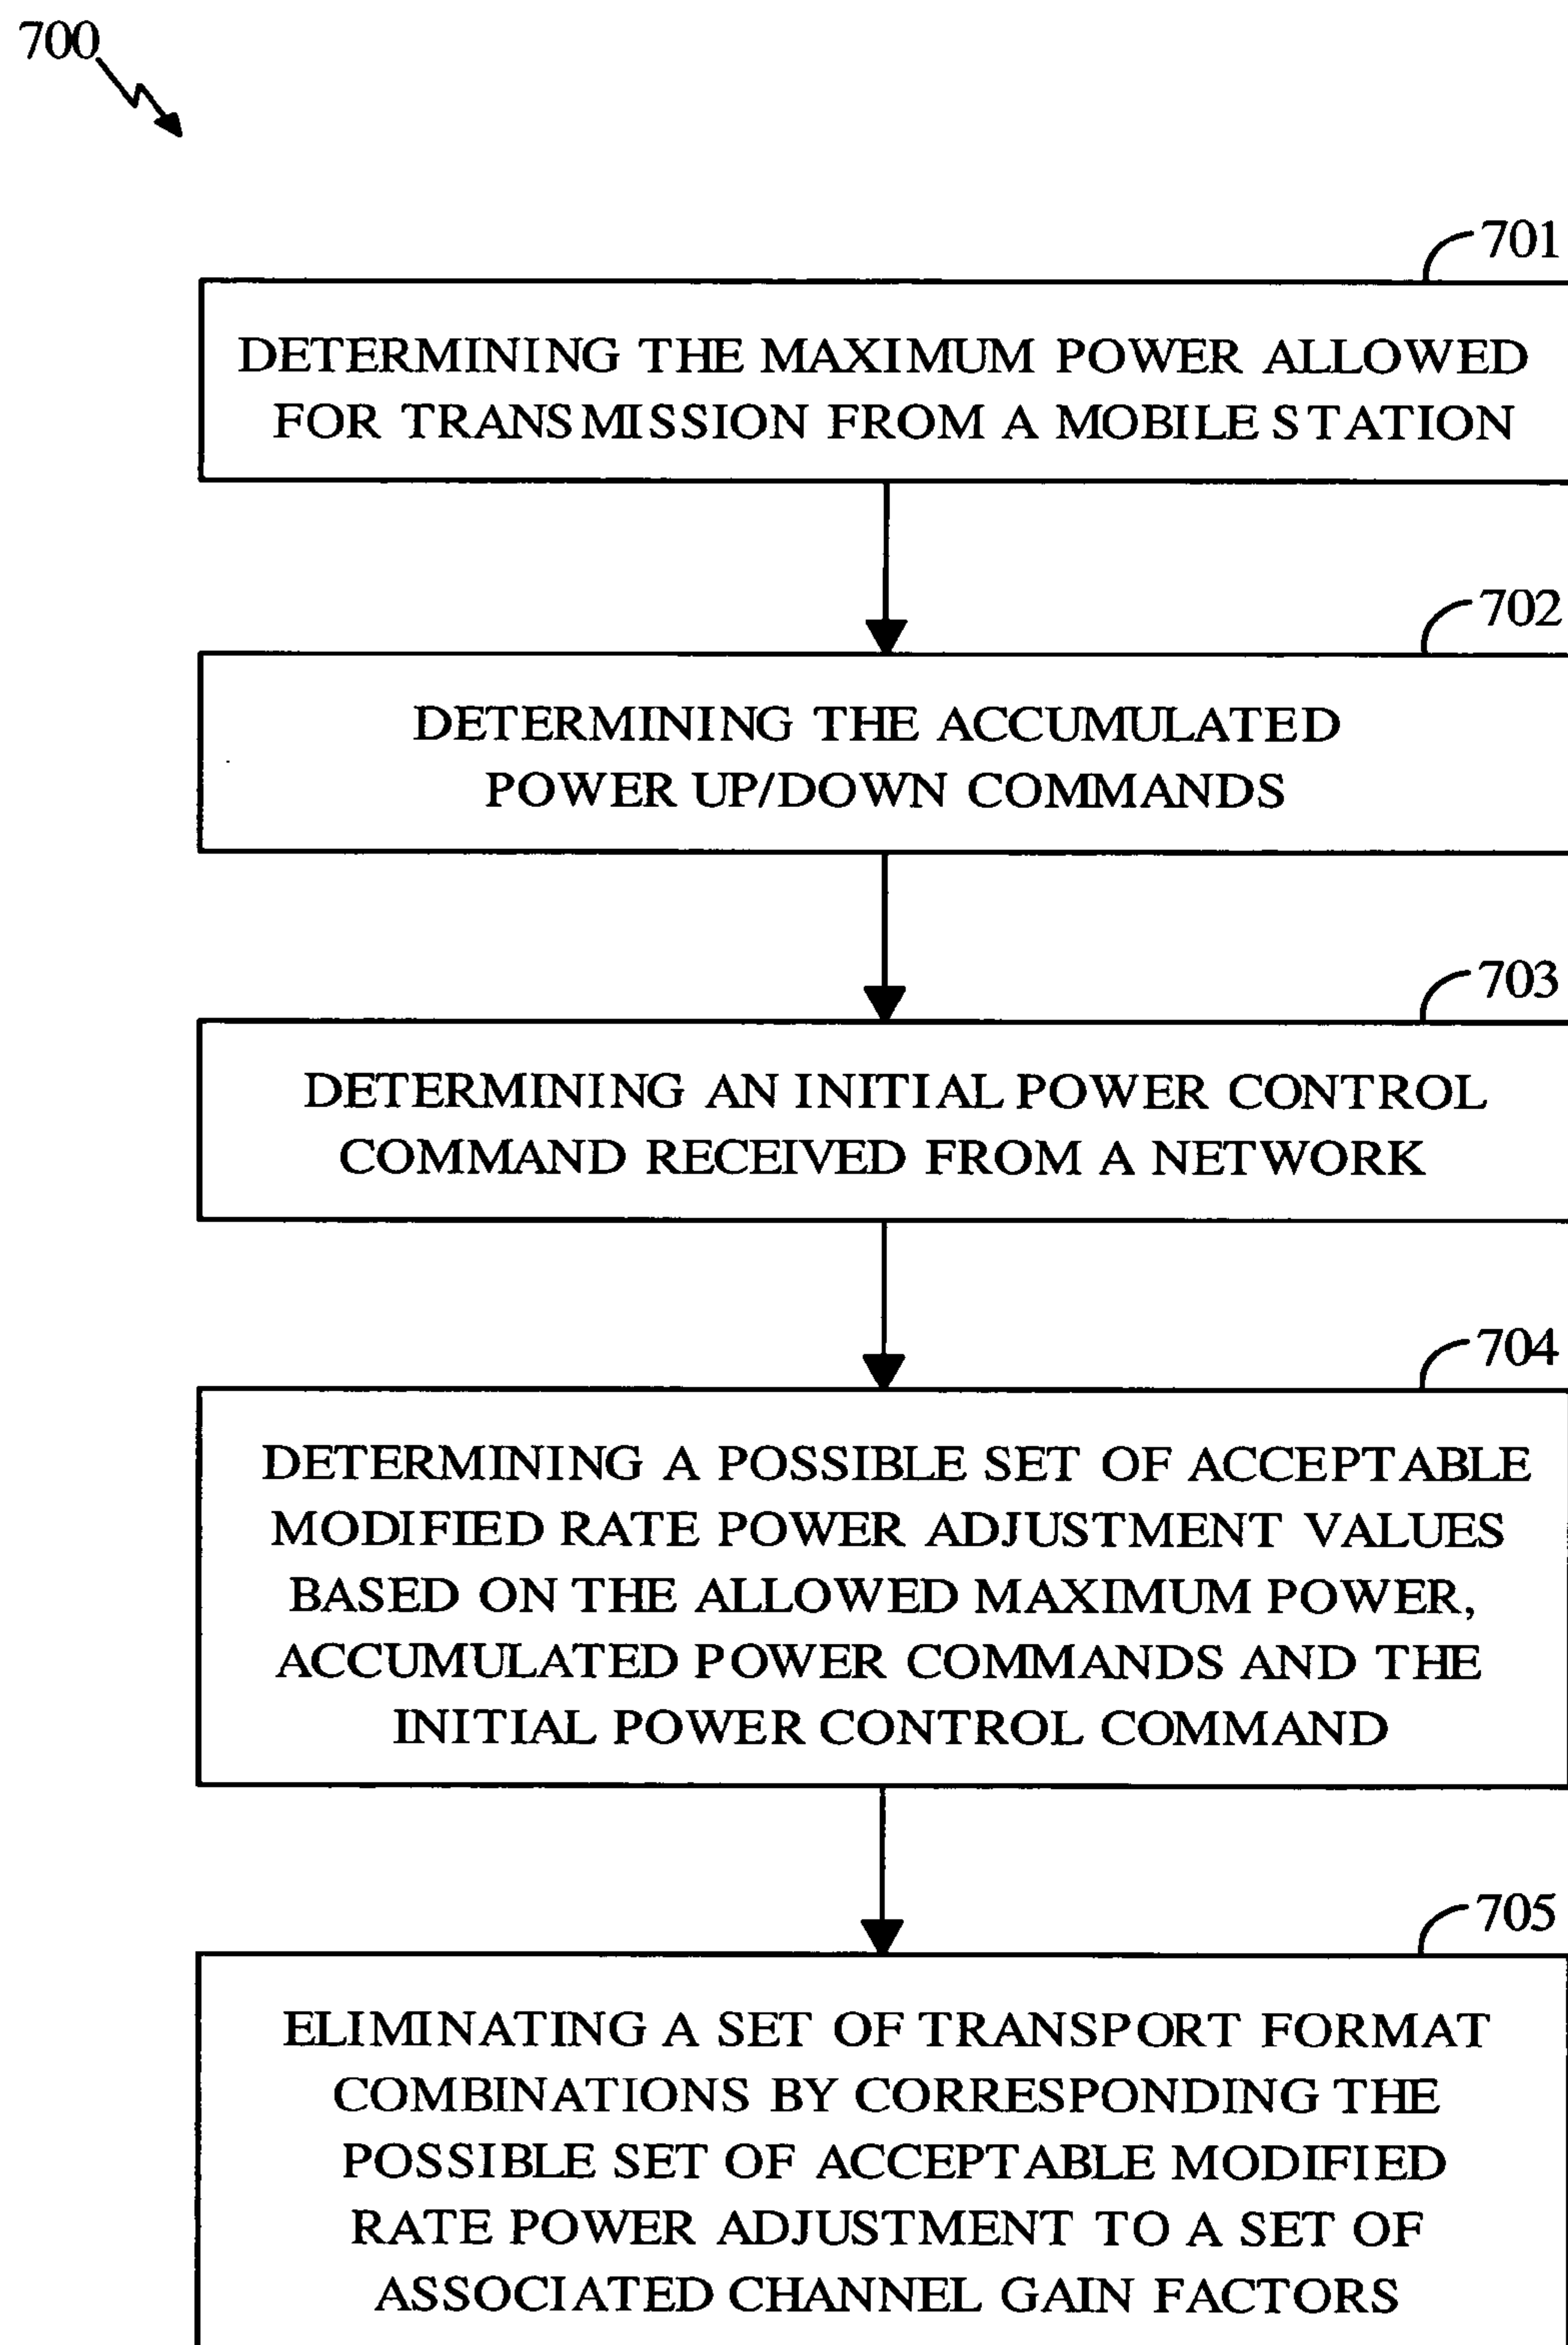 700
701
DETERMINING THE MAXIMUM POWER ALLOWED
FOR TRANSMISSION FROM A MOBILE STATION
702
DETERMINING THE ACCUMULATED
POWER UP/DOWN COMMANDS
703
DETERMINING AN INITIAL POWER CONTROL
COMMAND RECEIVED FROM A NETWORK
704
DETERMINING A POSSIBLE SET OF ACCEPTABLE
MODIFIED RATE POWER ADJUSTMENT VALUES
BASED ON THE ALLOWED MAXIMUM POWER,
ACCUMULATED POWER COMMANDS AND THE
INITIAL POWER CONTROL COMMAND
705
ELIMINATING A SET OF TRANSPORT FORMAT
COMBINATIONS BY CORRESPONDING THE
POSSIBLE SET OF ACCEPTABLE MODIFIED
RATE POWER ADJUSTMENT TO A SET OF
ASSOCIATED CHANNEL GAIN FACTORS